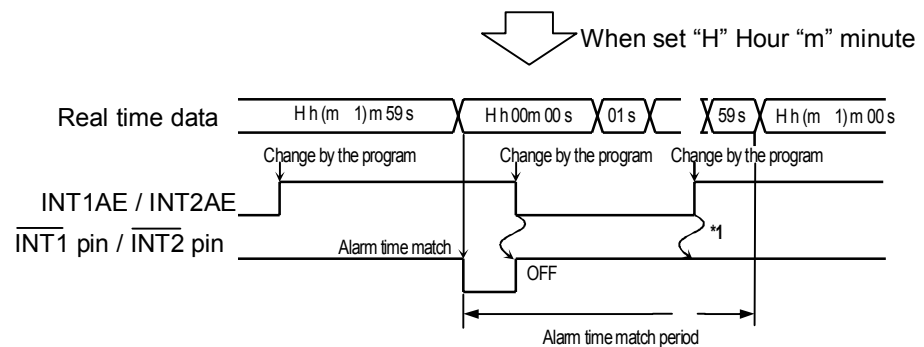 When set “H” Hour “m” minute
Real time data
H h (m 1) m 59 s
H h 00 m 00 s
01 s
59 s
H h (m 1) m 00 s
Change by the program
Change by the program
Change by the program
INT1AE / INT2AE
INT1 pin / INT2 pin
*1
Alarm time match
OFF
Alarm time match period